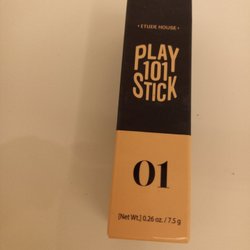 • ETUDE HOUSE •
PLAY
101
STICK
01
[Net Wt.] 0.26 oz. / 7.5 g